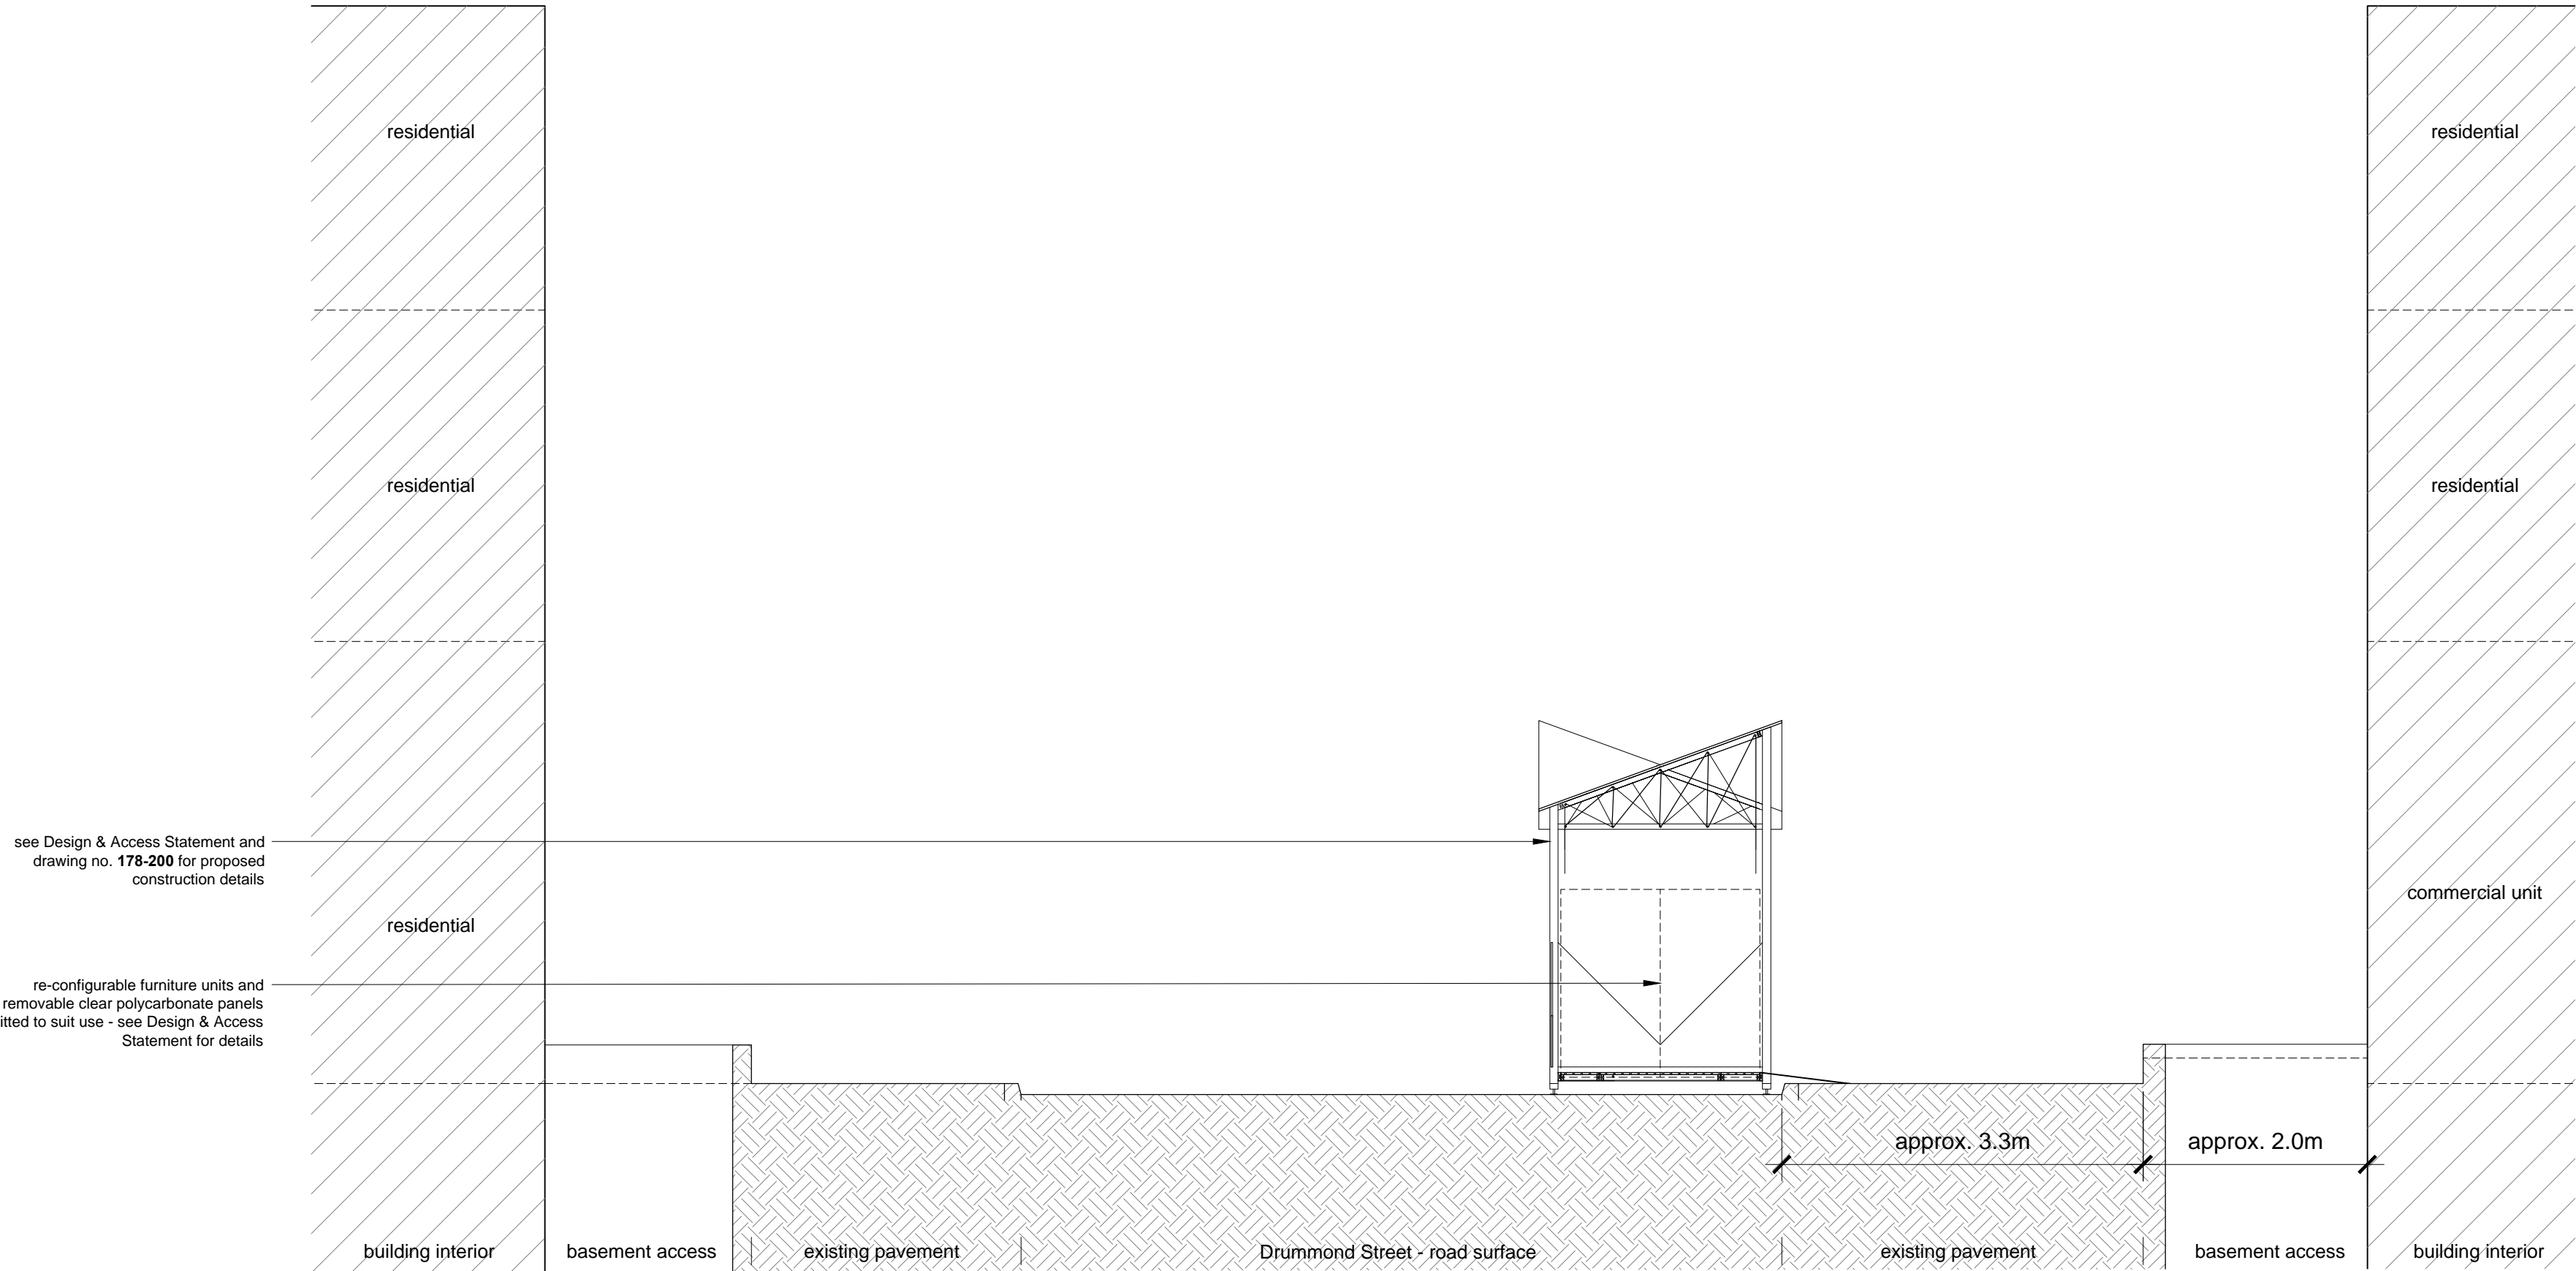 residential
residential
residential
residential
see Design & Access Statement and
drawing no. 178-200 for proposed
construction details
residential
commercial unit
re-configurable furniture units and
removable clear polycarbonate panels
to suit use - see Design & Access
Statement for details
approx. 3.3m
approx. 2.0m
building interior
basement access
existing pavement
Drummond Street - road surface
existing pavement
basement access
building interior